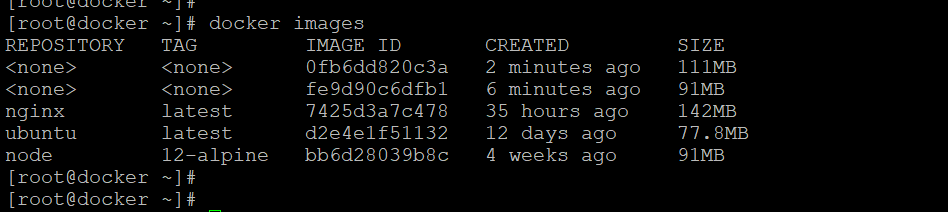 [root@docker ~]#
[root@docker ~]# docker images
REPOSITORY TAG IMAGE ID CREATED SIZE
<none> <none> 0fb6dd820c3a 2 minutes ago 111MB
<none> <none> fe9d90c6dfb1 6 minutes ago 91MB
nginx latest 7425d3a7c478 35 hours ago 142MB
ubuntu latest d2e4e1f51132 12 days ago 77.8MB
node 12-alpine bb6d28039b8c 4 weeks ago 91MB
[root@docker ~]#
[root@docker ~]#